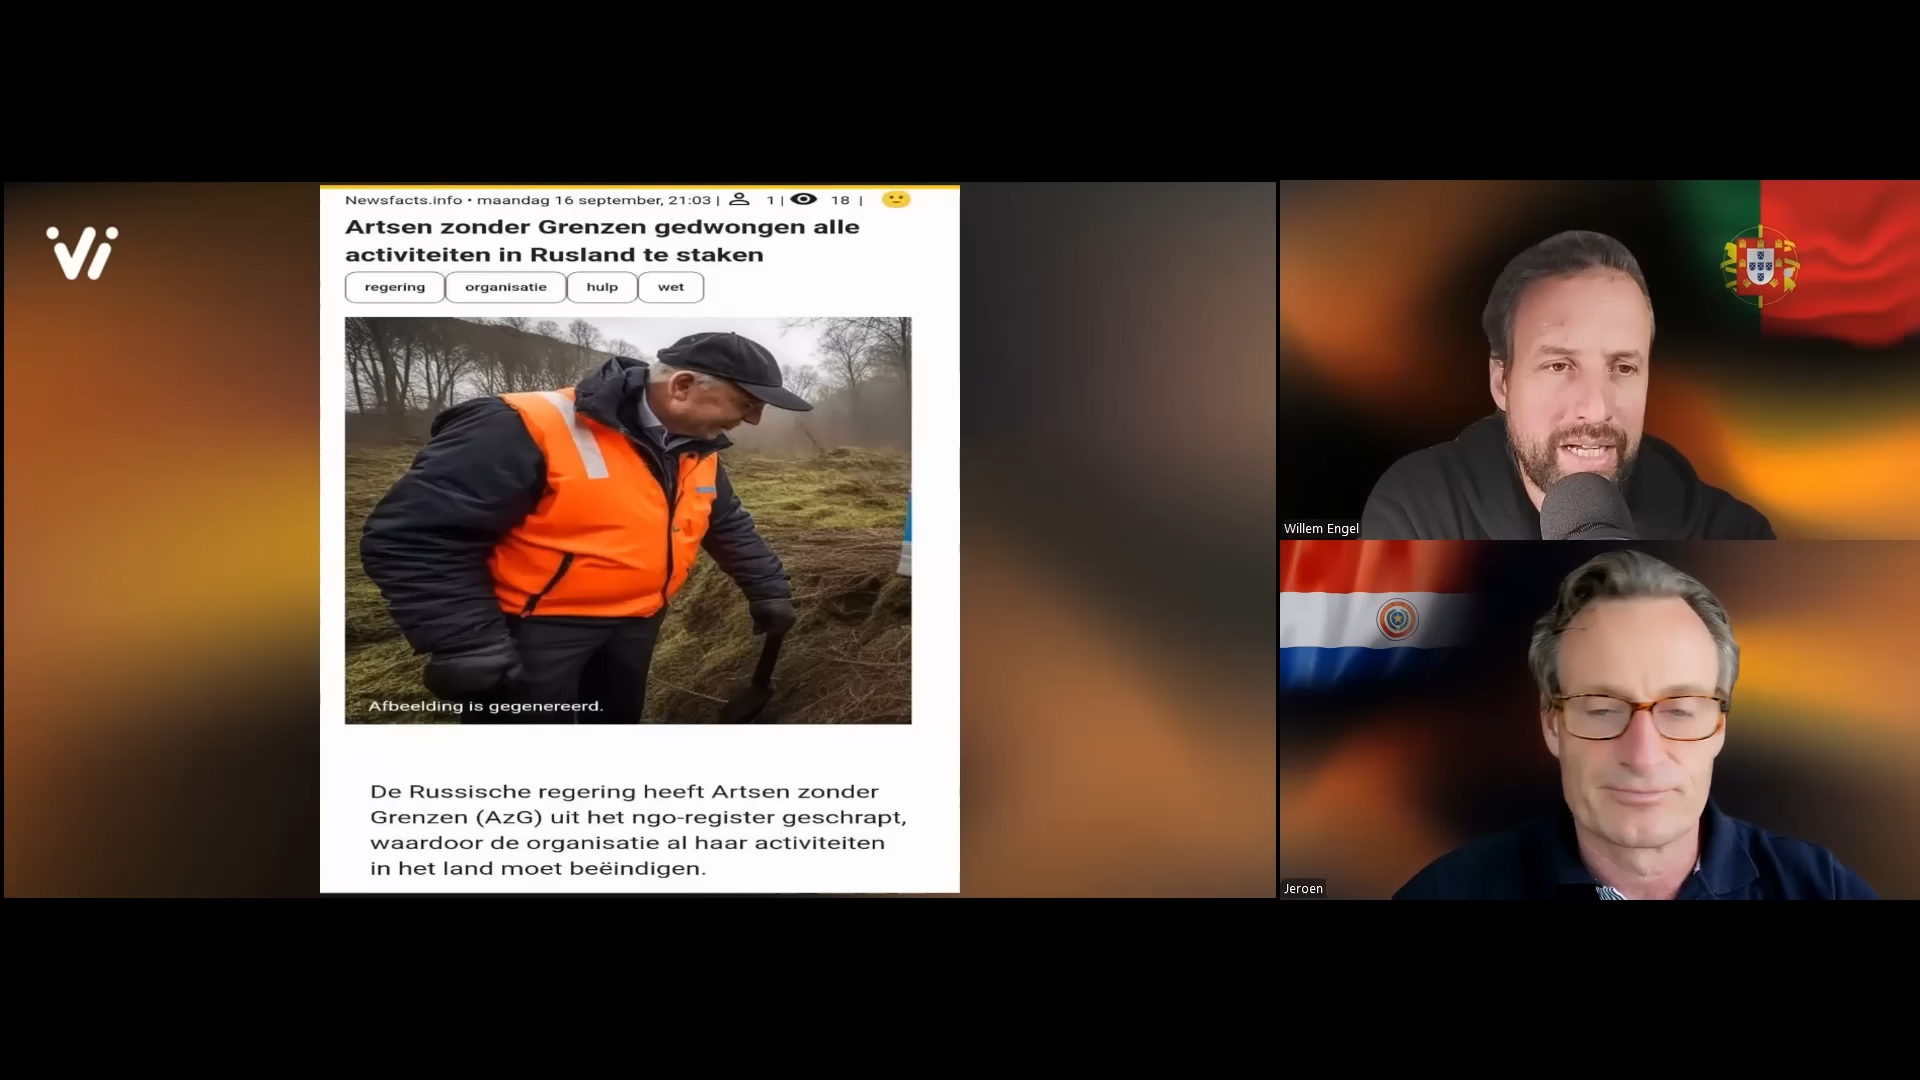 Newsfacts.info • maandag 16 september, 21:03 | 1 | 18 |
Artsen zonder Grenzen gedwongen alle
activiteiten in Rusland te staken
regering organisatie hulp wet
Afbeelding is gegenereerd.
De Russische regering heeft Artsen zonder
Grenzen (AzG) uit het ngo-register geschrapt,
waardoor de organisatie al haar activiteiten
in het land moet beëindigen.
Willem Engel
Jeroen